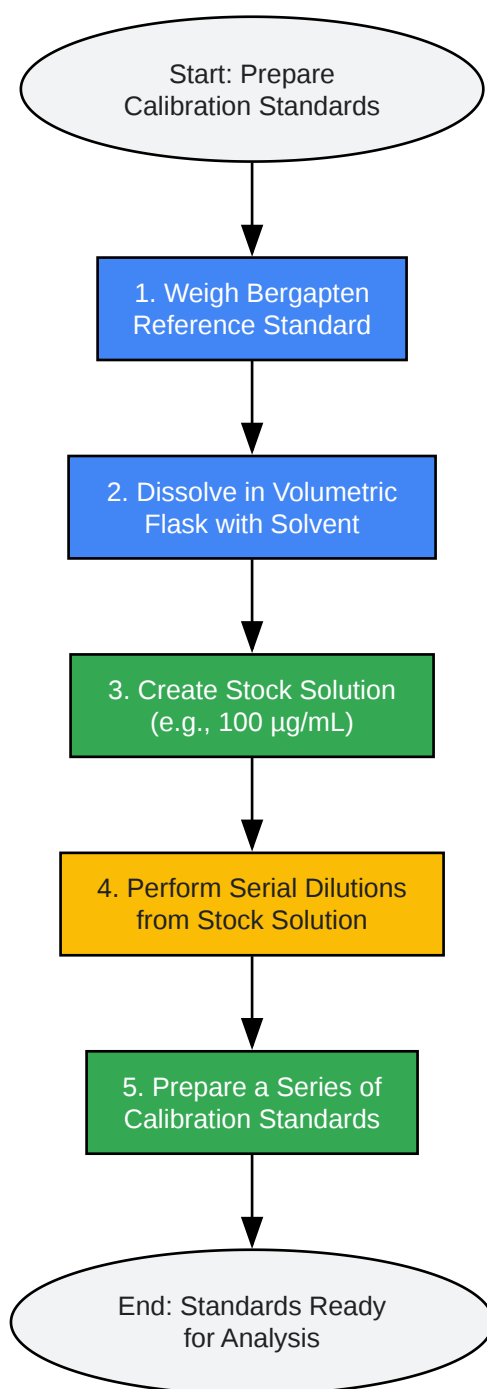 Start: Prepare
Calibration Standards
1. Weigh Bergapten
Reference Standard
2. Dissolve in Volumetric
Flask with Solvent
3. Create Stock Solution
(e.g., 100 µg/mL)
4. Perform Serial Dilutions
from Stock Solution
5. Prepare a Series of
Calibration Standards
End: Standards Ready
for Analysis